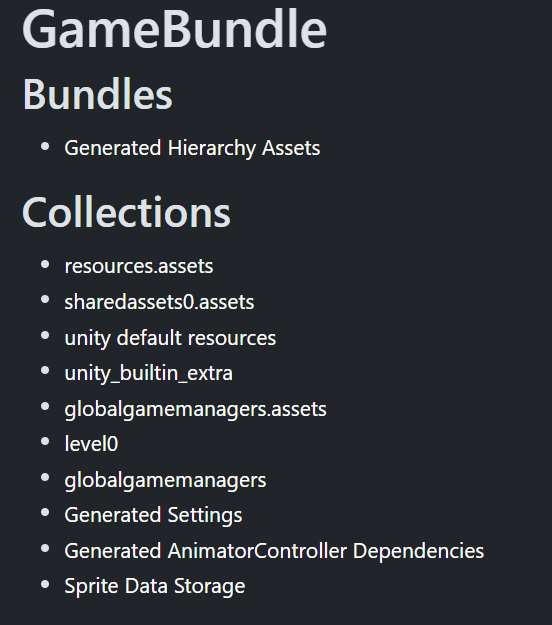 GameBundle
Bundles
Generated Hierarchy Assets
Collections
resources.assets
sharedassets0.assets
unity default resources
unity_builtin_extra
globalgamemanagers.assets
level0
globalgamemanagers
Generated Settings
Generated AnimatorController Dependencies
Sprite Data Storage